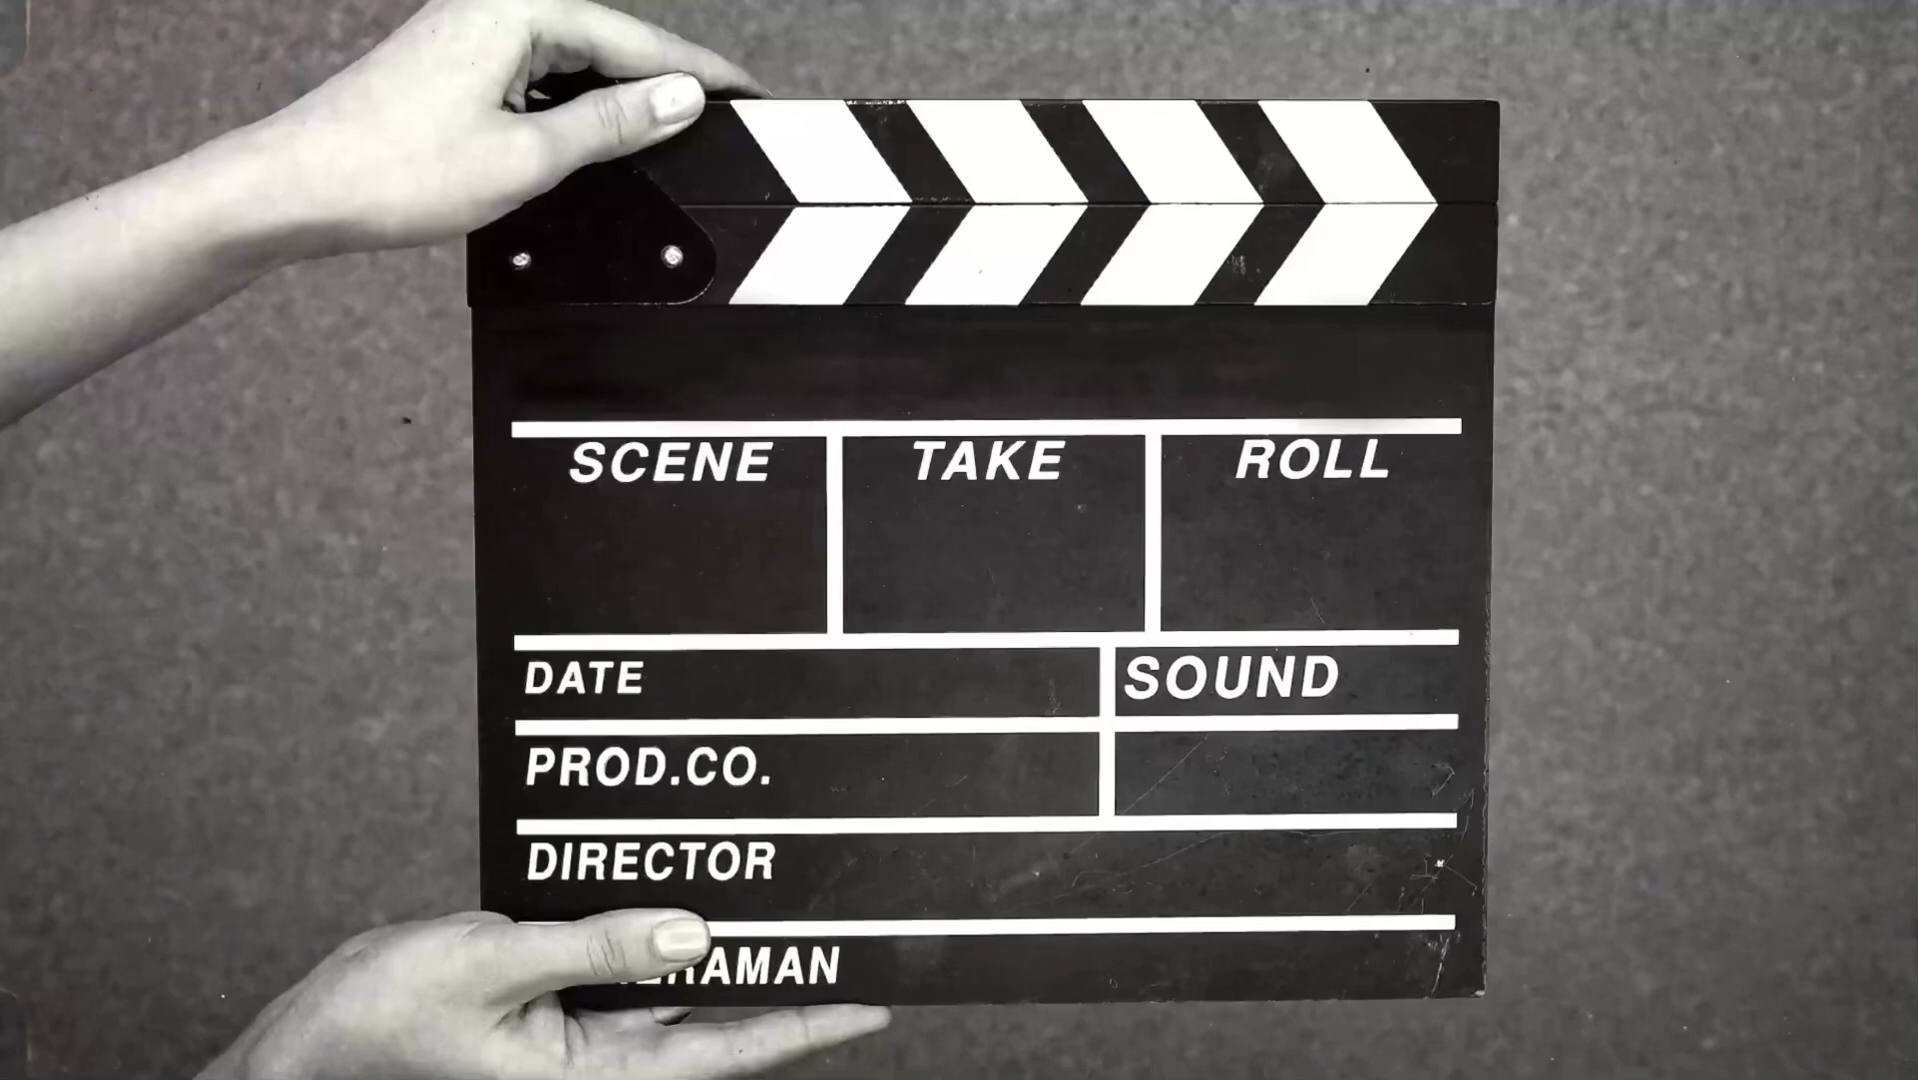 SCENE TAKE ROLL
DATE SOUND
PROD.CO.
DIRECTOR